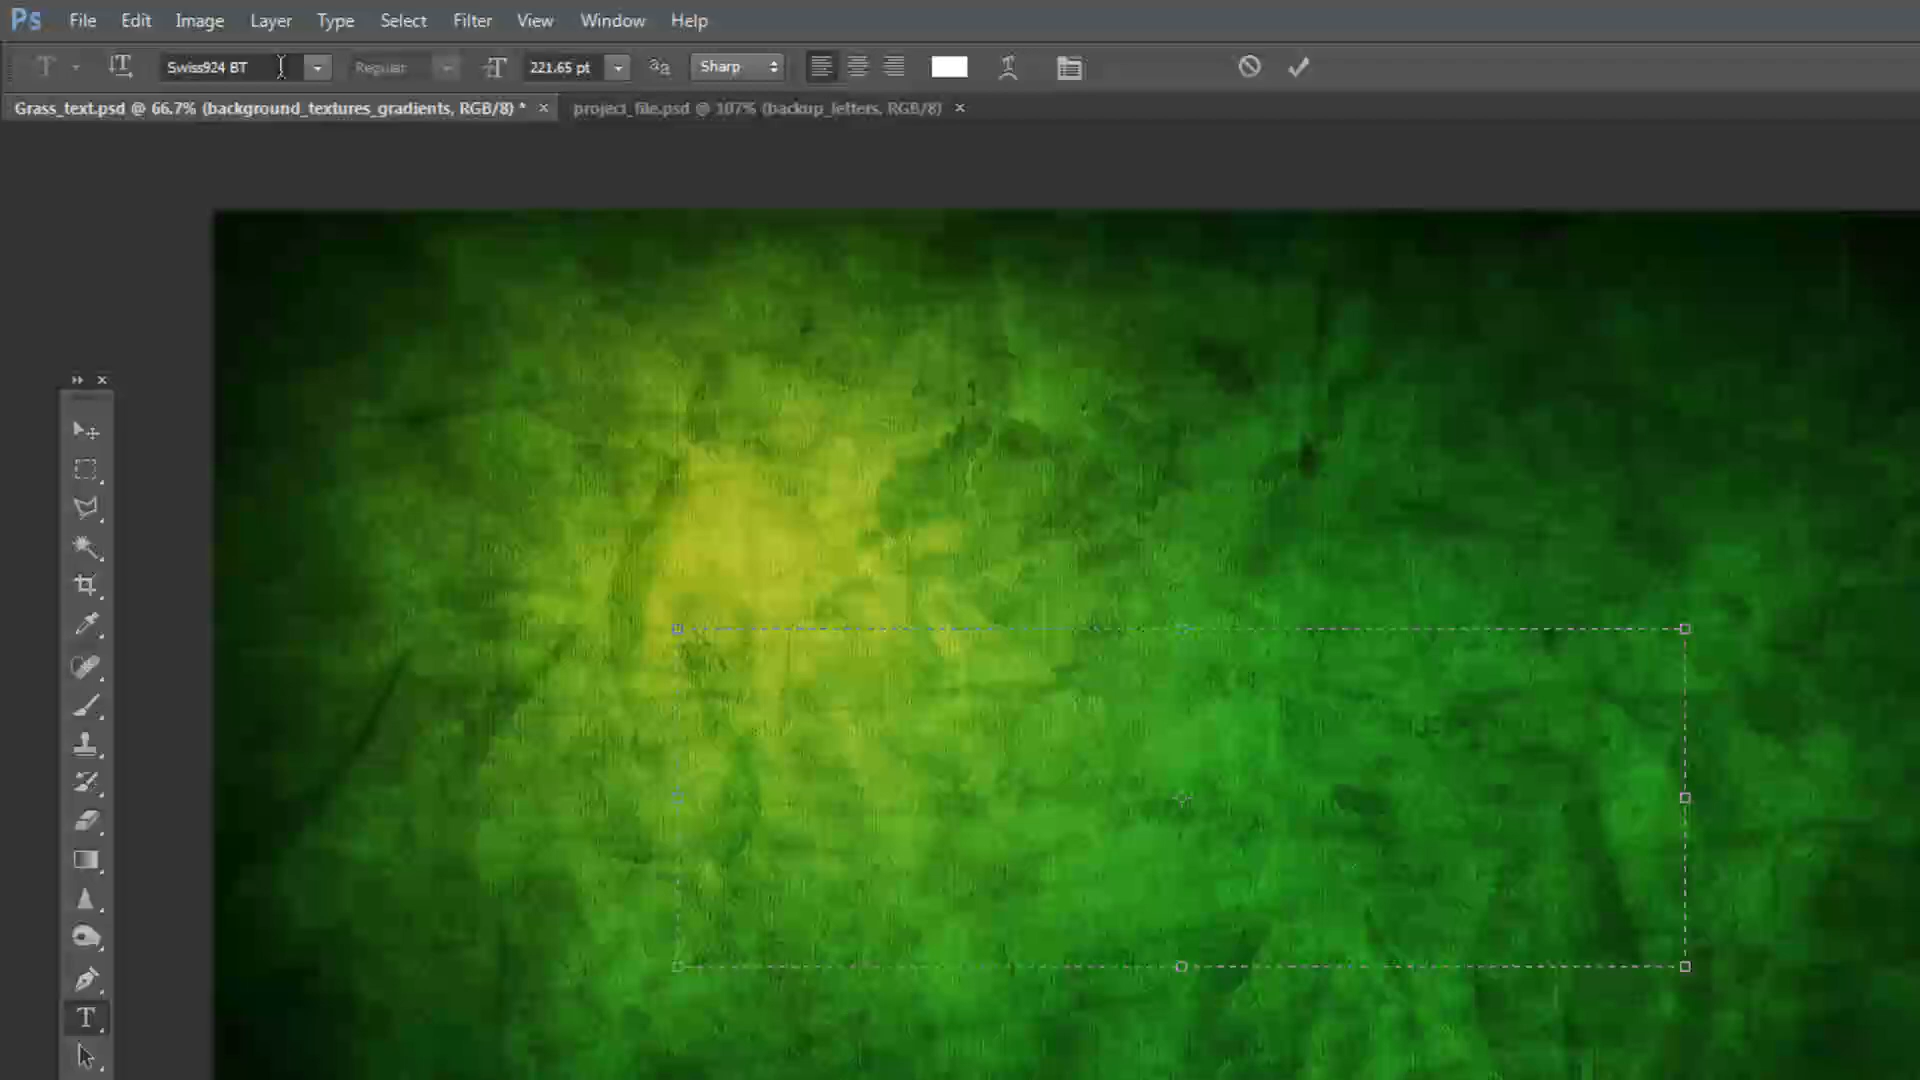 Ps File Edit Image Layer Type Select Filter View Window Help
T T Swiss924 BT Regular T 221.65 pt aa Sharp
Grass_text.psd @ 66.7% (background_textures_gradients, RGB/8) * × project_file.psd @ 107% (backup_letters, RGB/8) ×
T